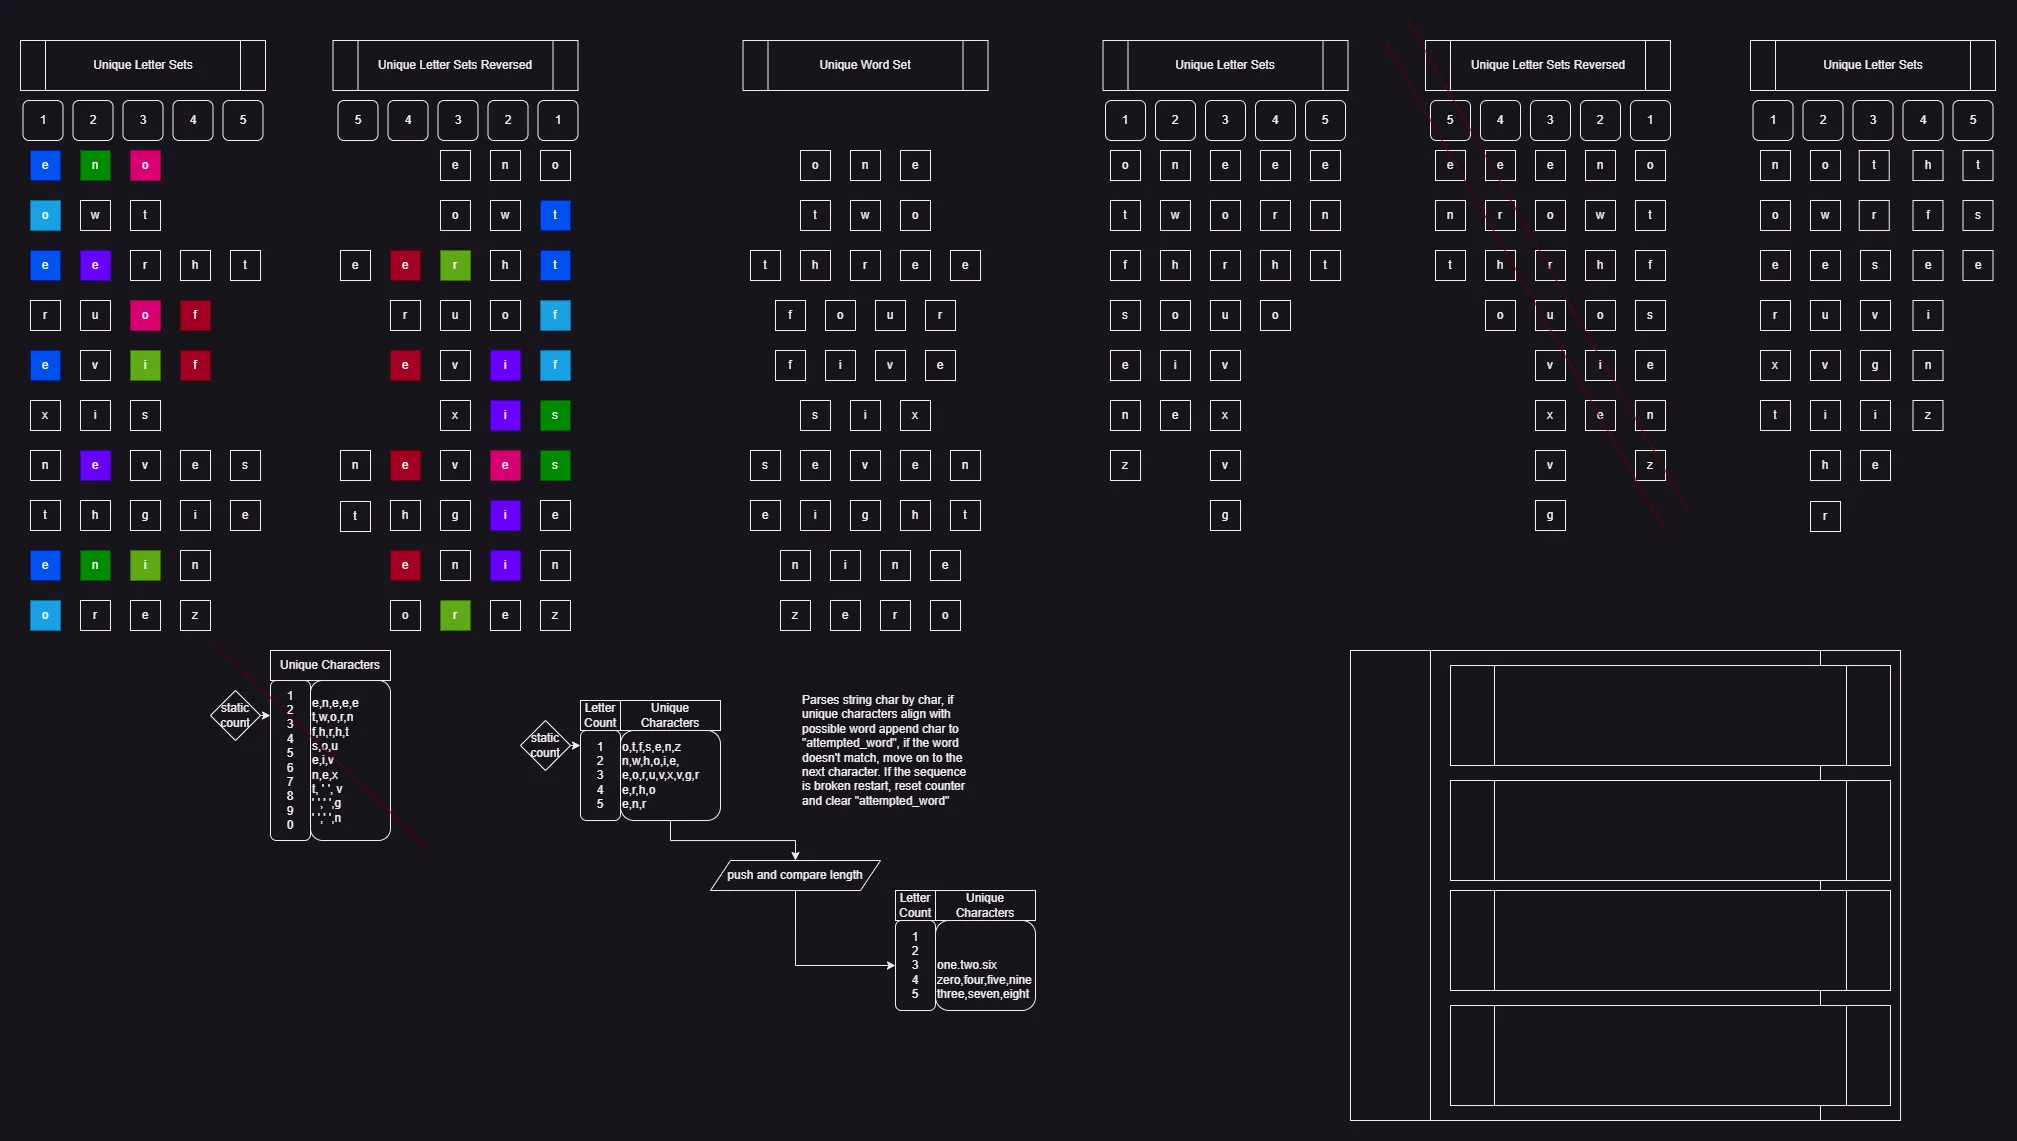 Unique Letter Sets
1 2 3 4 5
e n o
o w t
e e r h t
r u o f
e v i f
x i s
n e v e s
t h g i e
e n i n
o r e z
Unique Letter Sets Reversed
5 4 3 2 1
e n o
o w t
e e r h t
r u o f
e v i f
x i s
n e v e s
t h g i e
e n i n
o r e z
Unique Word Set
o n e
t w o
t h r e e
f o u r
f i v e
s i x
s e v e n
e i g h t
n i n e
z e r o
Unique Letter Sets
1 2 3 4 5
o n e e e
t w o r n
f h r h t
s o u o
e i v
n e x
z v
g
Unique Letter Sets Reversed
5 4 3 2 1
e e e n o
n r o w t
t h r h f
o u o s
v i e
x e n
v z
g
Unique Letter Sets
1 2 3 4 5
n o t h t
o w r f s
e e s e e
r u v i
x v g n
t i i z
h e
r
static
count
Unique Characters
1
2
3
4
5
6
7
8
9
0
e,n,e,e,e
t,w,o,r,n
f,h,r,h,t
s,o,u
e,i,v
n,e,x
t, ' ', v
' ',' ',g
' ',' ',n
static
count
Letter
Count
Unique
Characters
1 o,t,f,s,e,n,z
2 n,w,h,o,i,e,
3 e,o,r,u,v,x,v,g,r
4 e,r,h,o
5 e,n,r
Parses string char by char, if
unique characters align with
possible word append char to
"attempted_word", if the word
doesn't match, move on to the
next character. If the sequence
is broken restart, reset counter
and clear "attempted_word"
push and compare length
Letter
Count
Unique
Characters
1
2
3 one.two.six
4 zero,four,five,nine
5 three,seven,eight